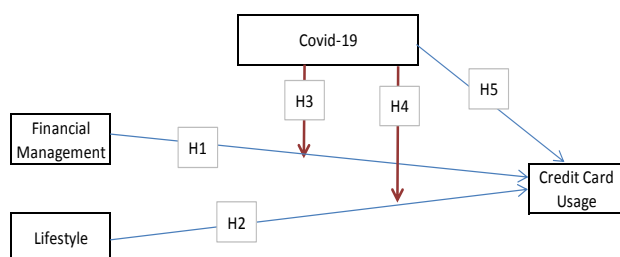 Covid-19
H3
H4
H5
Financial
Management
H1
Credit Card
Usage
H2
Lifestyle